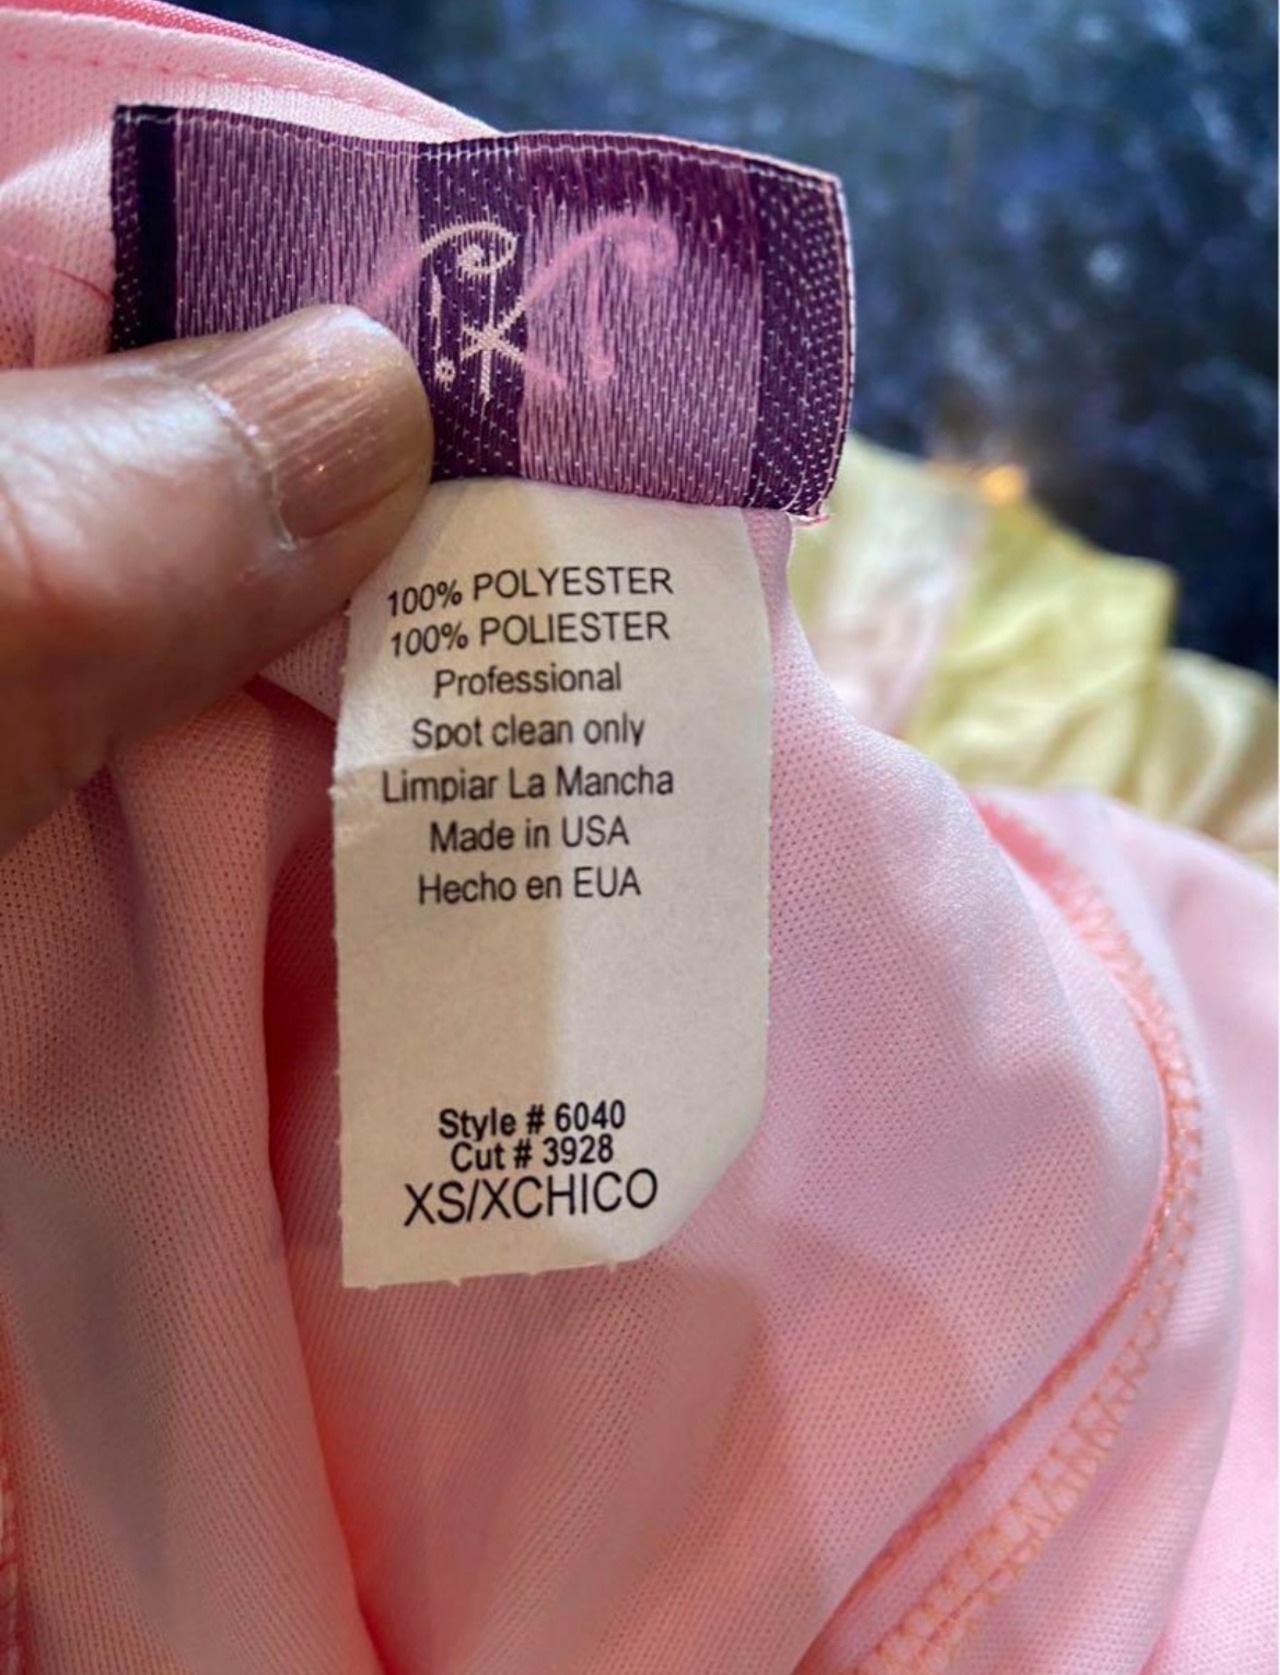 100% POLYESTER
100% POLIESTER
Professional
Spot clean only
Limpiar La Mancha
Made in USA
Hecho en EUA
Style # 6040
Cut # 3928
XS/XCHICO